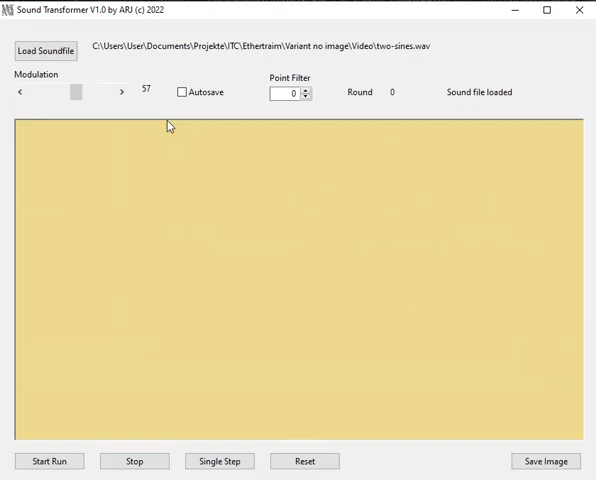 Sound Transformer V1.0 by ARJ (c) 2022
Load Soundfile
C:\Users\User\Documents\Projekte\ITC\Ethertraim\Variant no image\Video\two-sines.wav
Modulation
57
Autosave
Point Filter
0
Round 0
Sound file loaded
Start Run
Stop
Single Step
Reset
Save Image